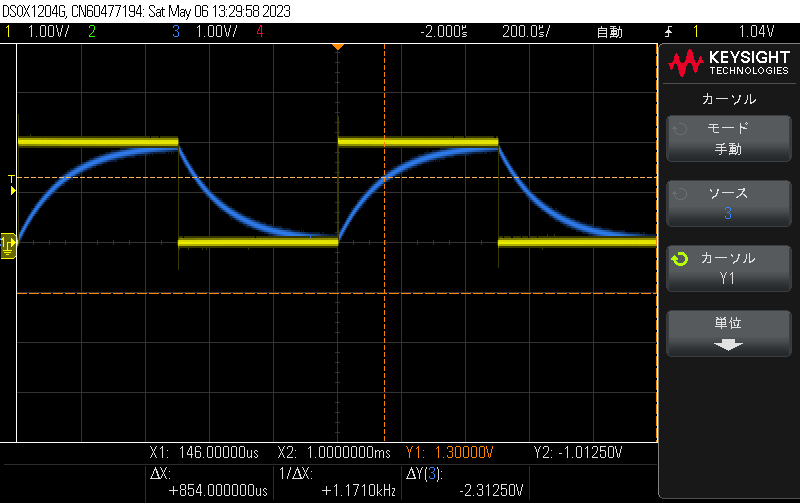 DSOX1204G, CN60477194: Sat May 06 13:29:58 2023
1 1.00V/ 2 3 1.00V/ 4 -2.000s 200.0s/ 自動 1 1.04V
KEYSIGHT
TECHNOLOGIES
カーソル
モード
手動
ソース
3
カーソル
Y1
単位
T
1
X1: 146.00000us X2: 1.0000000ms Y1: 1.30000V Y2: -1.01250V
ΔX: 1/ΔX: ΔY(3):
+854.000000us +1.1710kHz -2.31250V